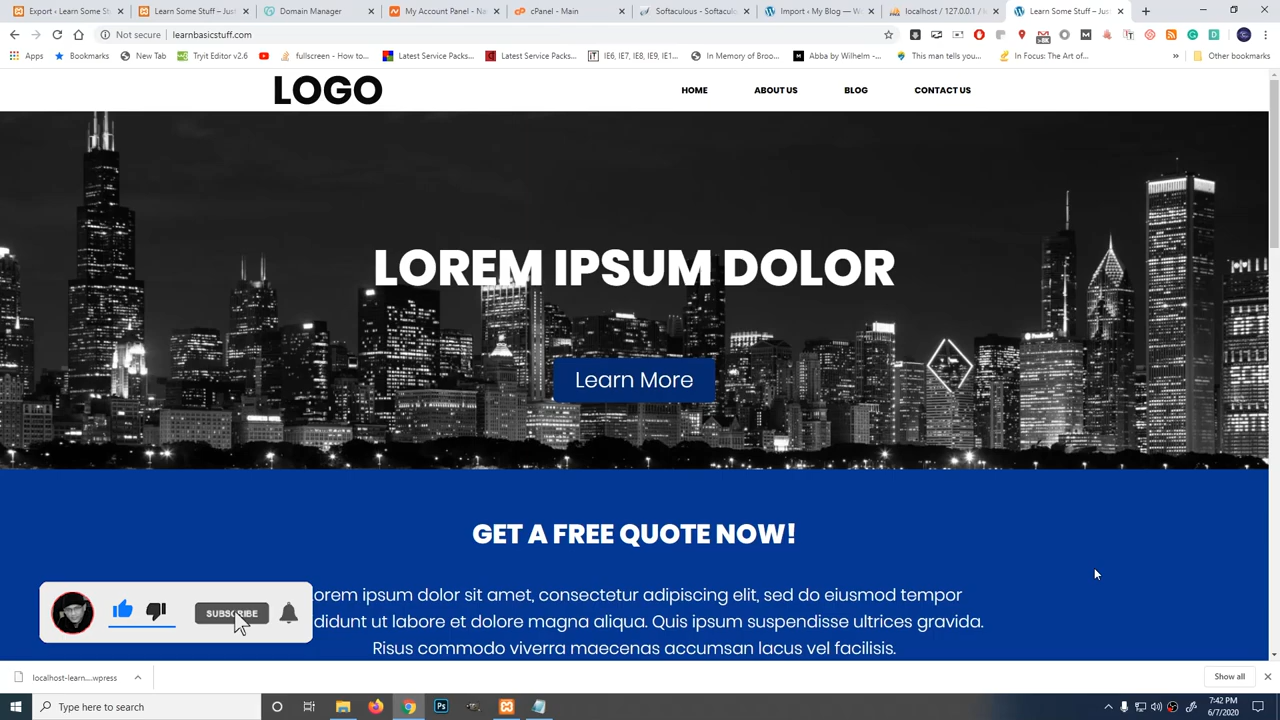 Export ‹ Learn Some St
Learn Some Stuff – Just
Domain Manager
My Account Panel - Na
cPanel - Main
Softaculous - Softaculou
Import ‹ My Blog — W
localhost / 127.0.0.1 / l
Learn Some Stuff – Just
Not secure | learnbasicstuff.com
Apps
Bookmarks
New Tab
Tryit Editor v2.6
fullscreen - How to...
Latest Service Packs...
Latest Service Packs...
IE6, IE7, IE8, IE9, IE1...
In Memory of Broo...
Abba by Wilhelm -...
This man tells you...
In Focus: The Art of...
»
Other bookmarks
LOGO
HOME
ABOUT US
BLOG
CONTACT US
LOREM IPSUM DOLOR
Learn More
GET A FREE QUOTE NOW!
orem ipsum dolor sit amet, consectetur adipiscing elit, sed do eiusmod tempor
didunt ut labore et dolore magna aliqua. Quis ipsum suspendisse ultrices gravida.
Risus commodo viverra maecenas accumsan lacus vel facilisis.
SUBSCRIBE
localhost-learn....wpress
Show all
Type here to search
7:42 PM
6/7/2020